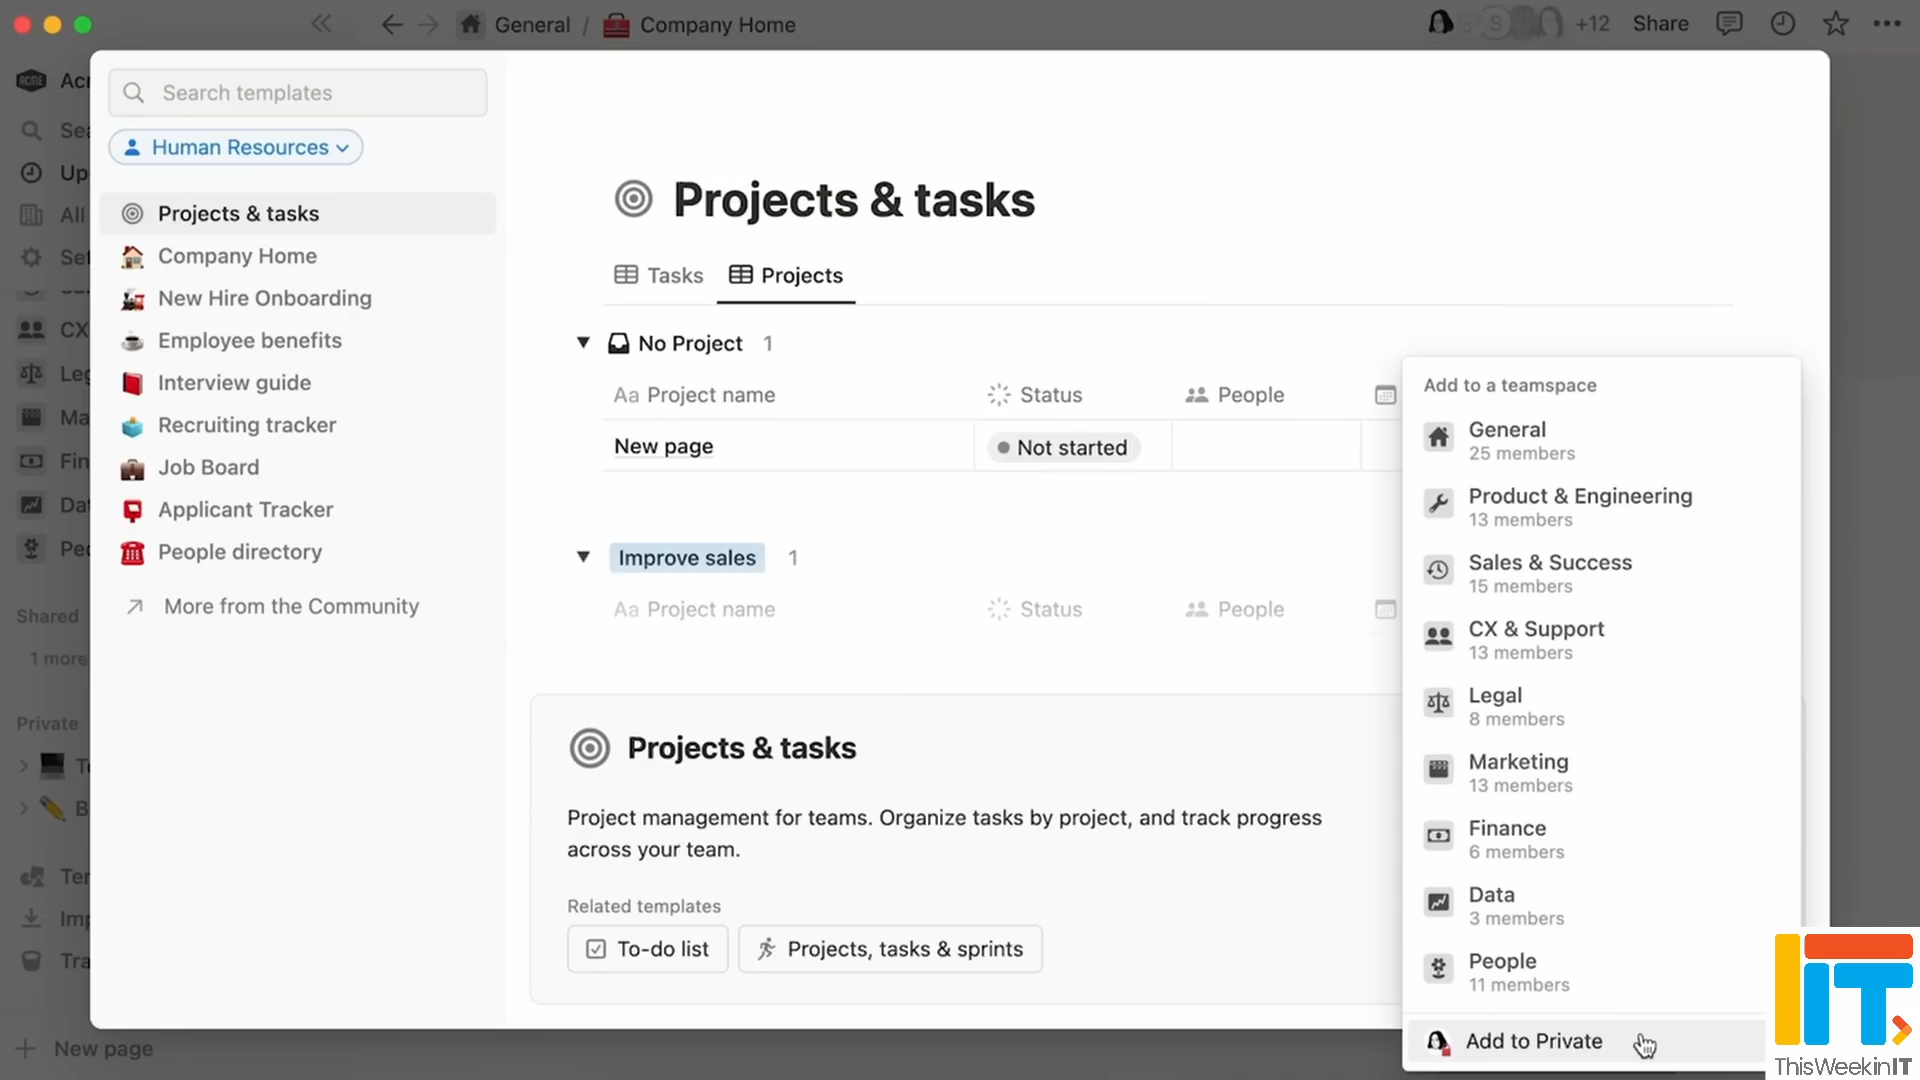 General / Company Home
+12
Share
ACME
Search templates
Human Resources
Projects & tasks
Company Home
New Hire Onboarding
Employee benefits
Interview guide
Recruiting tracker
Job Board
Applicant Tracker
People directory
More from the Community
Shared
1 more
Private
New page
Projects & tasks
Tasks
Projects
No Project 1
Aa Project name
Status
People
New page
Not started
Improve sales 1
Aa Project name
Status
People
Projects & tasks
Project management for teams. Organize tasks by project, and track progress
across your team.
Related templates
To-do list
Projects, tasks & sprints
Add to a teamspace
General
25 members
Product & Engineering
13 members
Sales & Success
15 members
CX & Support
13 members
Legal
8 members
Marketing
13 members
Finance
6 members
Data
3 members
People
11 members
Add to Private
IT
ThisWeekinIT